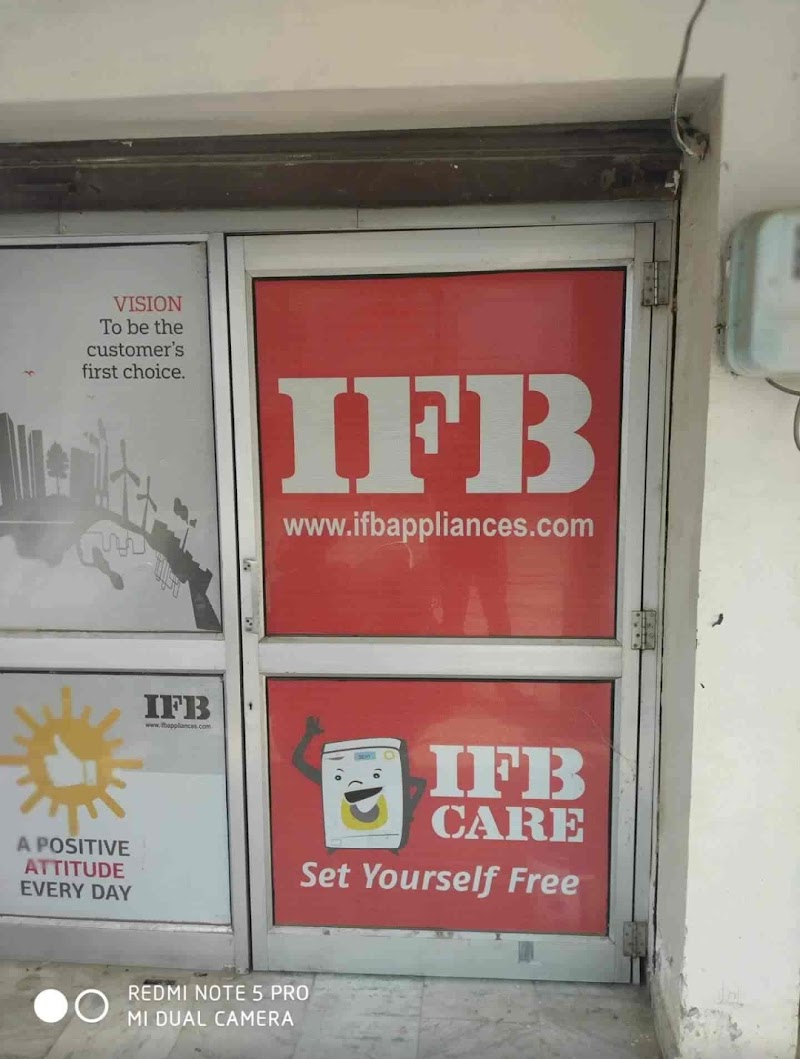 VISION
To be the
customer's
first choice.
IFB
www.ifbappliances.com
IFB
www.ifbappliances.com
A POSITIVE
ATTITUDE
EVERY DAY
IFB
CARE
Set Yourself Free
REDMI NOTE 5 PRO
MI DUAL CAMERA